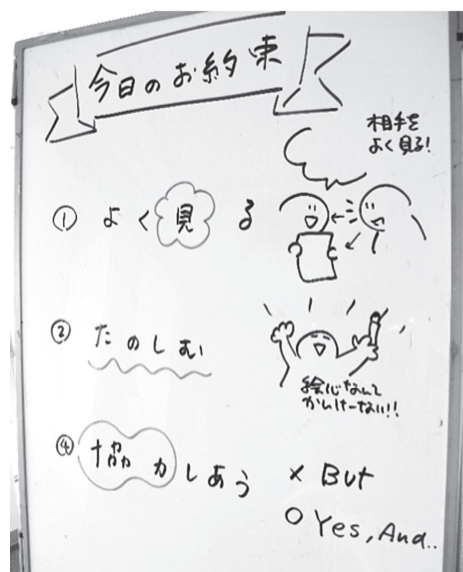 今日のお約束
相手を
よく見る!
① よく見る
② たのしむ
絵心なんて
かんけーない!!
④ 協力しあう
× But
○ Yes, And..